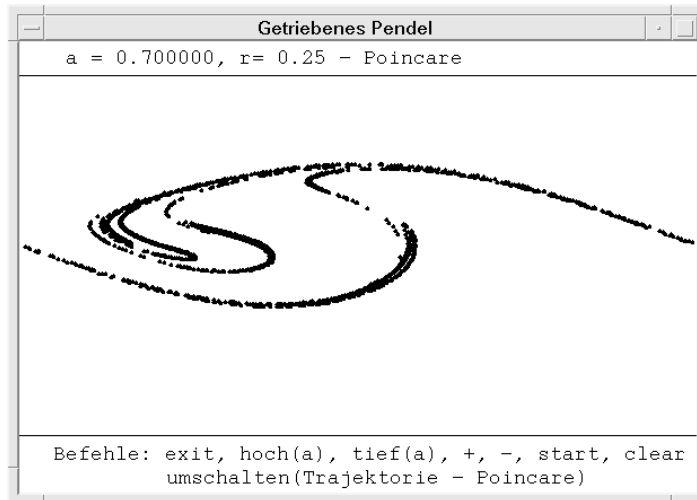 Getriebenes Pendel
a = 0.700000, r= 0.25 − Poincare
Befehle: exit, hoch(a), tief(a), +, −, start, clear
umschalten(Trajektorie − Poincare)